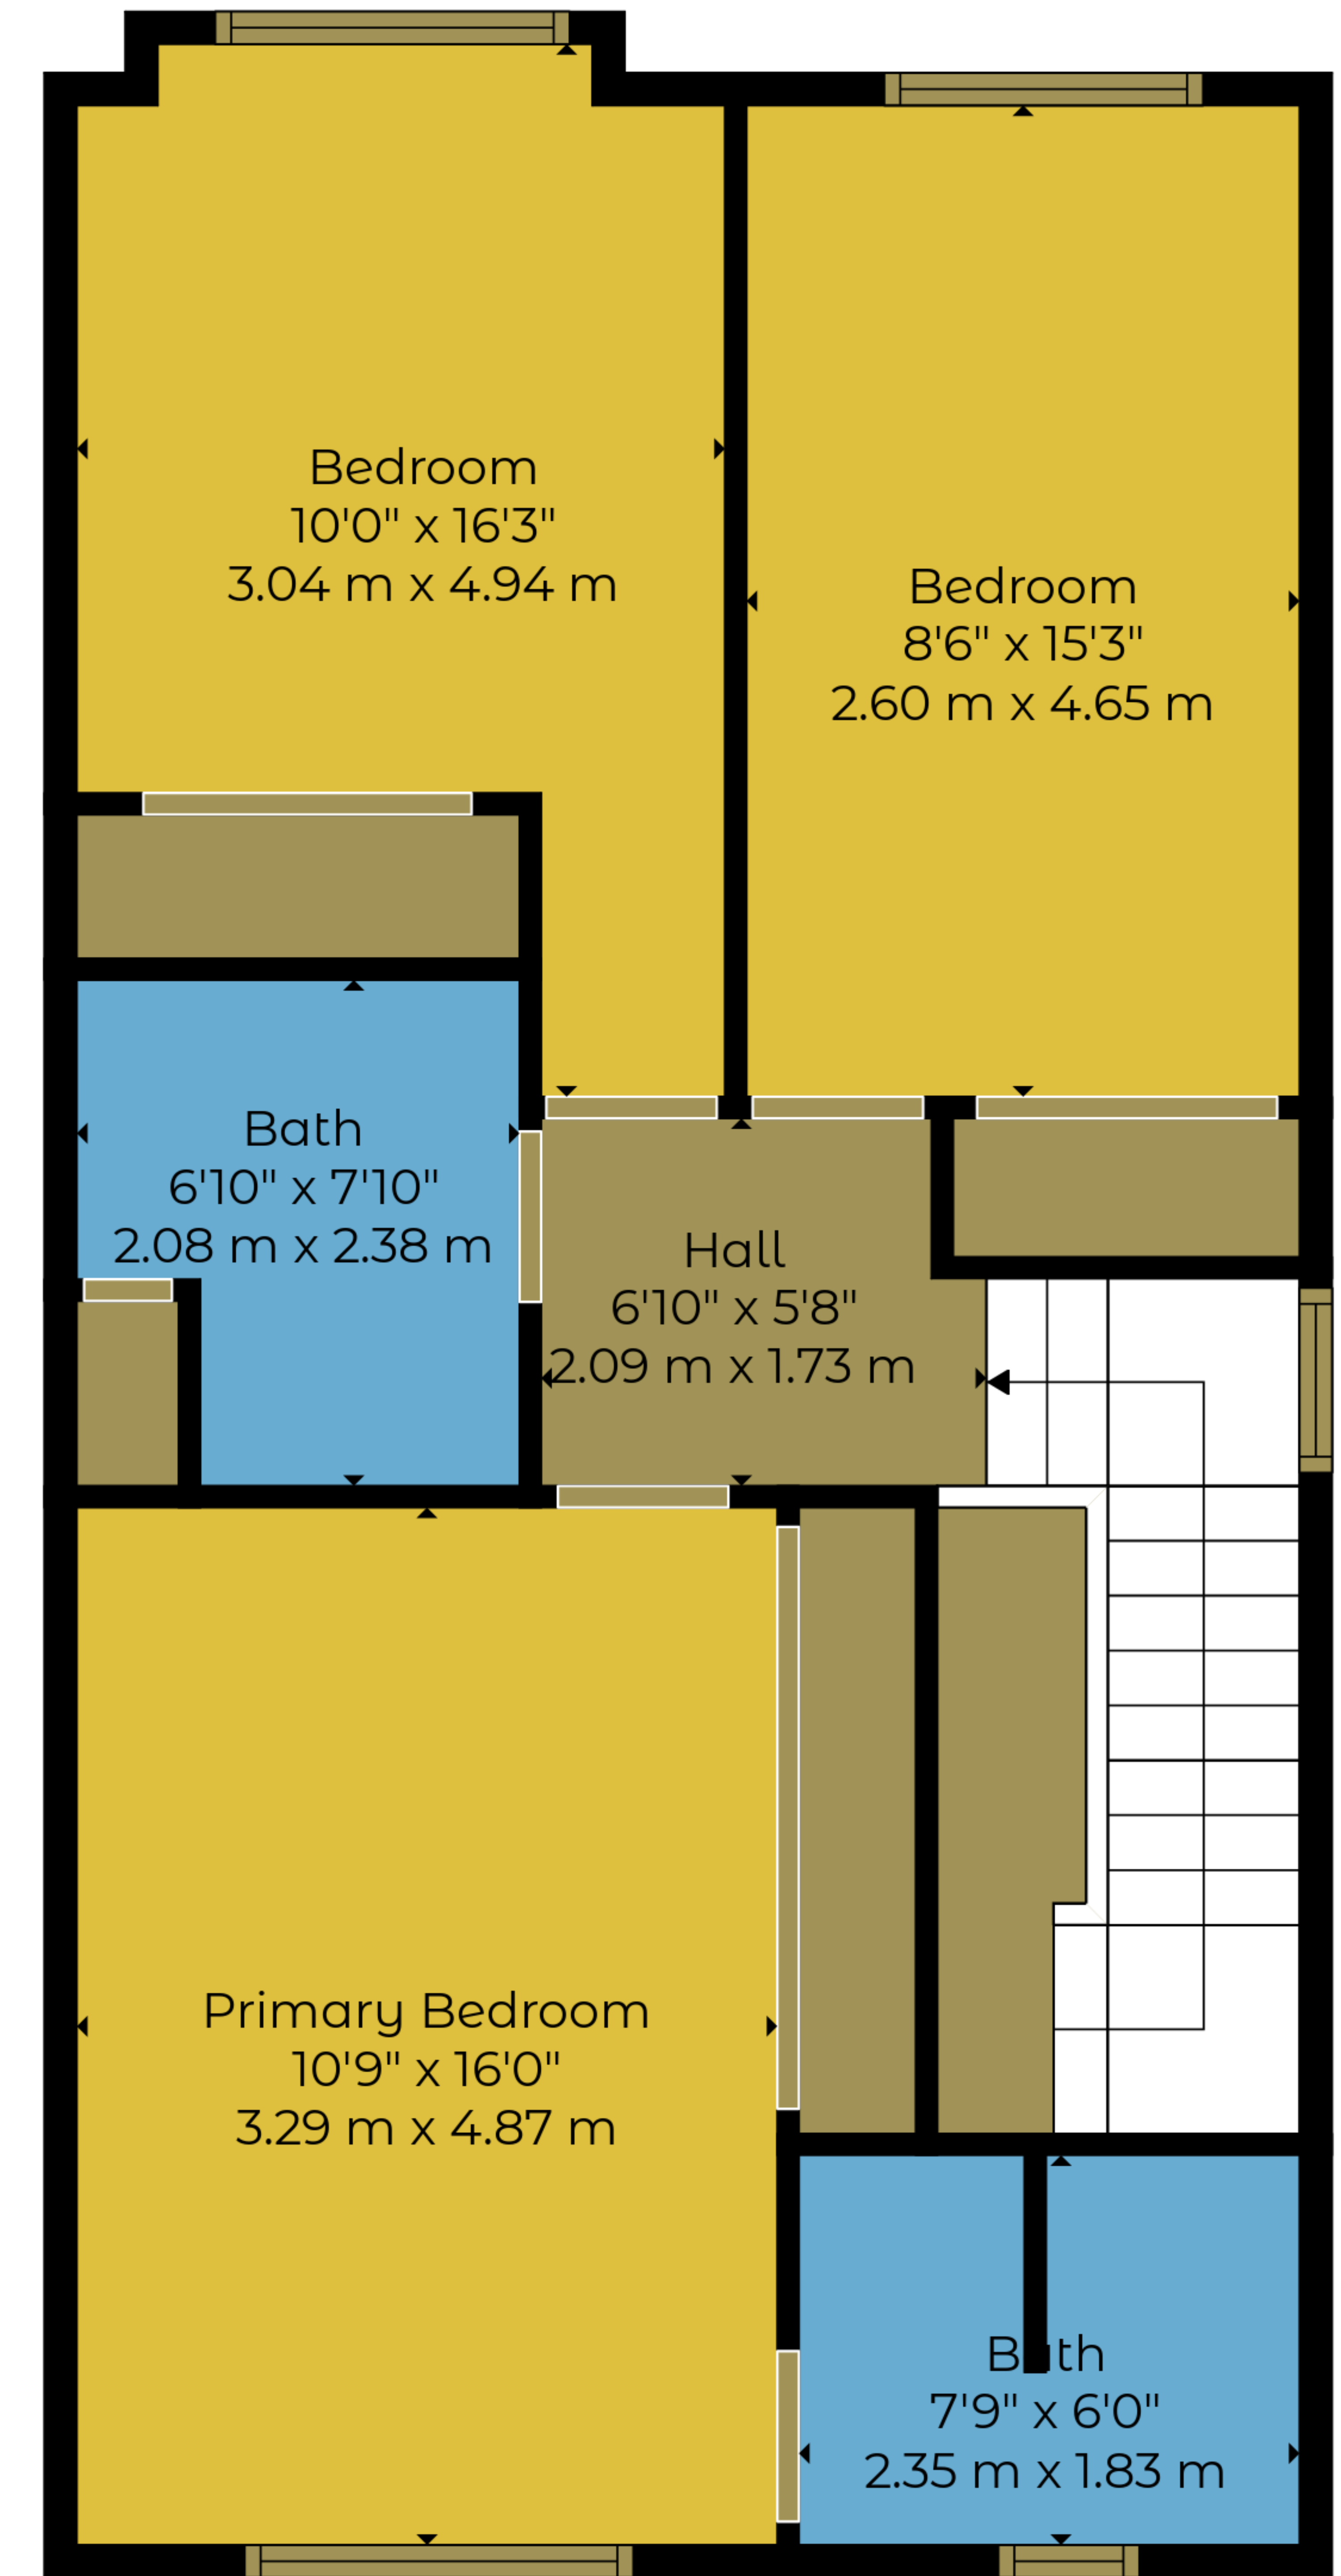 Bedroom
10'0" x 16'3"
3.04 m x 4.94 m
Bedroom
8'6" x 15'3"
2.60 m x 4.65 m
Bath
6'10" x 7'10"
2.08 m x 2.38 m
Hall
6'10" x 5'8"
2.09 m x 1.73 m
Primary Bedroom
10'9" x 16'0"
3.29 m x 4.87 m
Bath
7'9" x 6'0"
2.35 m x 1.83 m